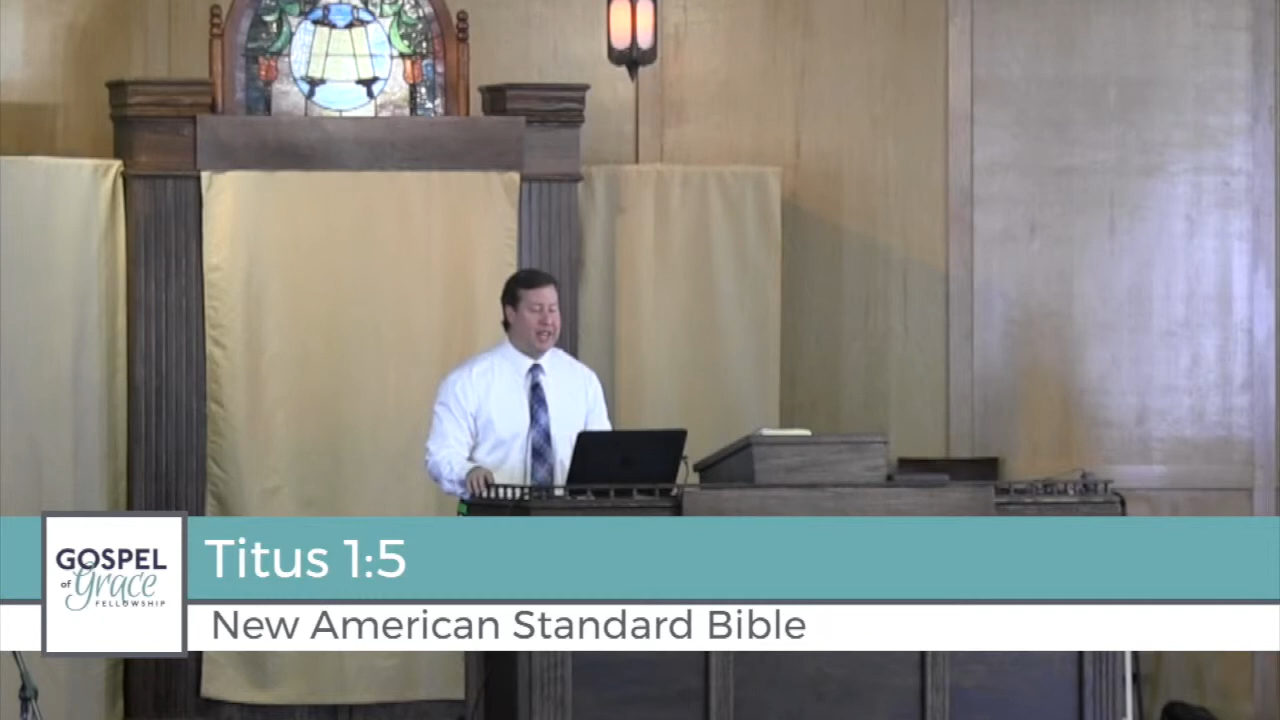 GOSPEL
of Grace
FELLOWSHIP
Titus 1:5
New American Standard Bible